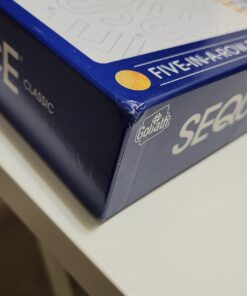 E CLASSIC
FIVE-IN-A-ROW
Goliath
SEQU